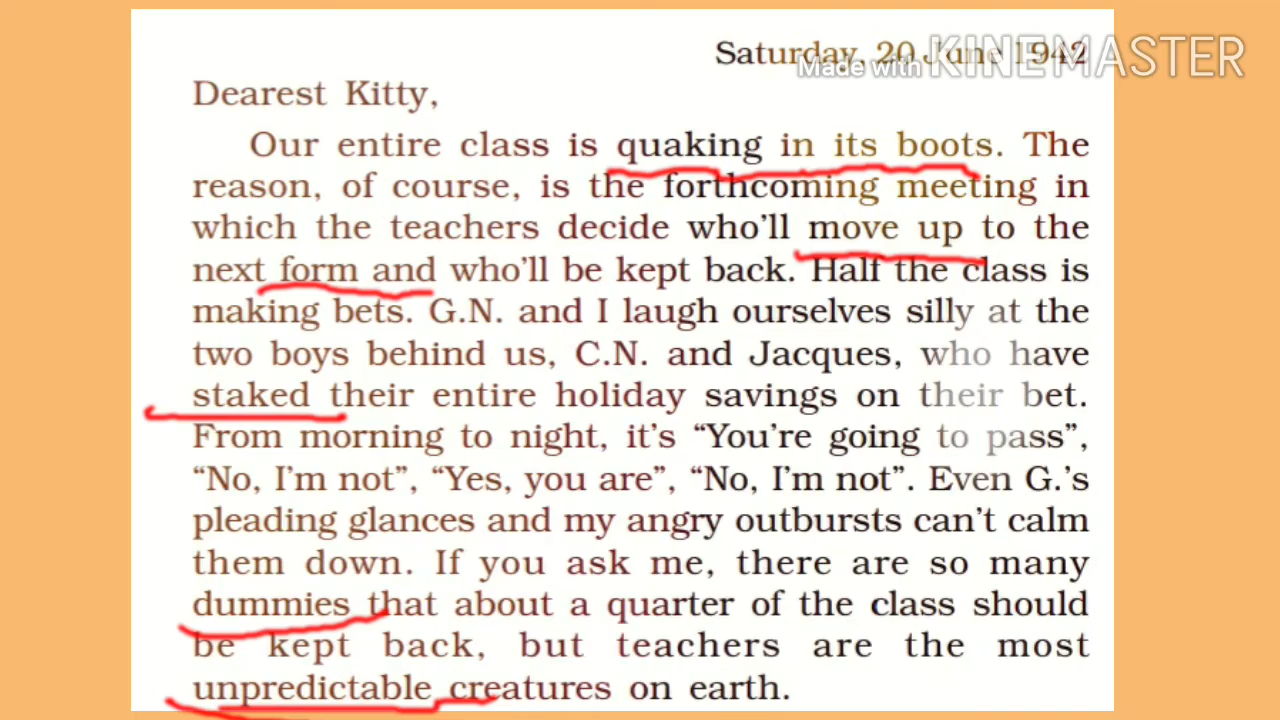 Saturday, 20 June 1942
Made with KINEMASTER
Dearest Kitty,
Our entire class is quaking in its boots. The
reason, of course, is the forthcoming meeting in
which the teachers decide who'll move up to the
next form and who'll be kept back. Half the class is
making bets. G.N. and I laugh ourselves silly at the
two boys behind us, C.N. and Jacques, who have
staked their entire holiday savings on their bet.
From morning to night, it's “You're going to pass”,
“No, I'm not”, “Yes, you are”, “No, I'm not”. Even G.'s
pleading glances and my angry outbursts can't calm
them down. If you ask me, there are so many
dummies that about a quarter of the class should
be kept back, but teachers are the most
unpredictable creatures on earth.